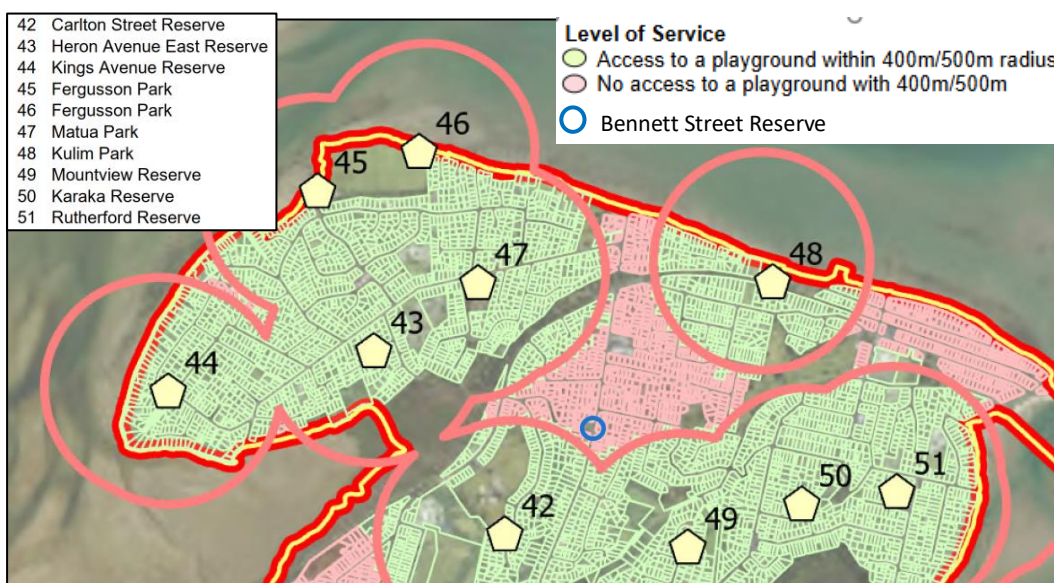 42 Carlton Street Reserve
43 Heron Avenue East Reserve
44 Kings Avenue Reserve
45 Fergusson Park
46 Fergusson Park
47 Matua Park
48 Kulim Park
49 Mountview Reserve
50 Karaka Reserve
51 Rutherford Reserve
Level of Service
Access to a playground within 400m/500m radius
No access to a playground with 400m/500m
Bennett Street Reserve
46
45
48
47
43
44
51
50
42
49